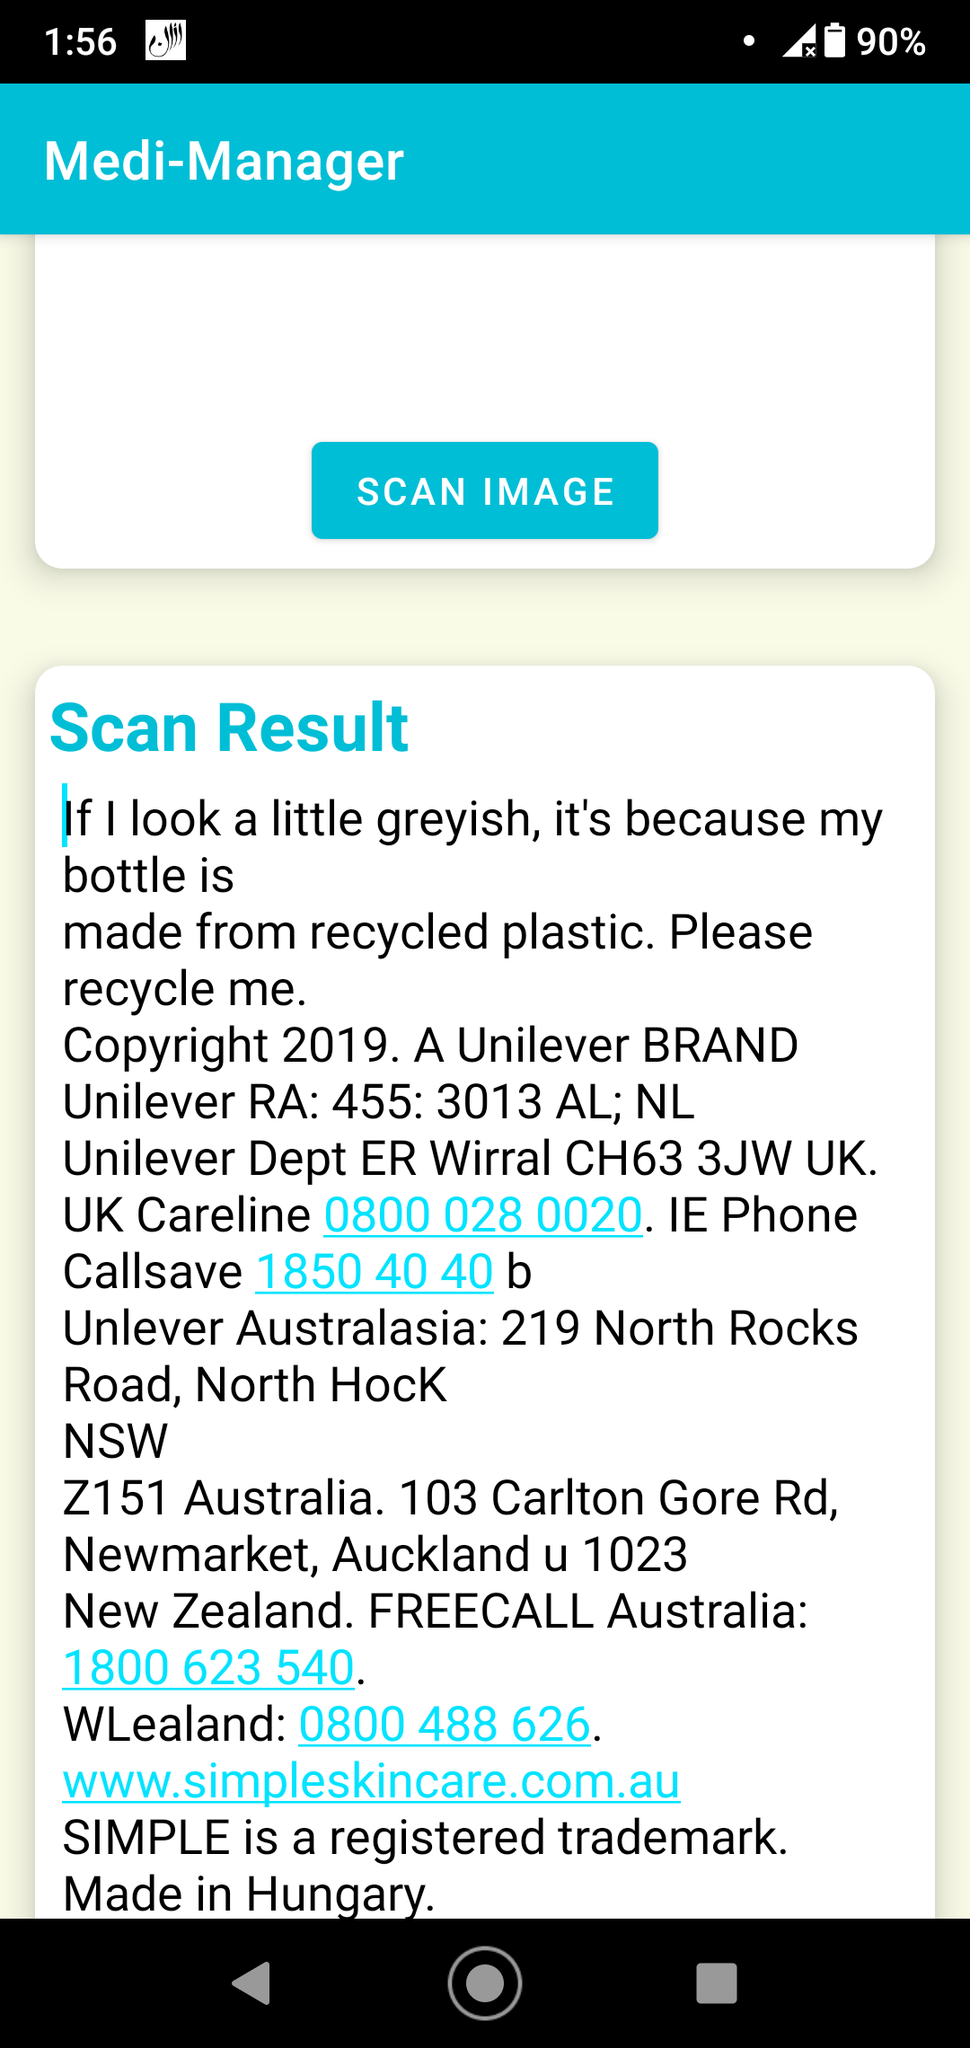 1:56
90%
Medi-Manager
SCAN IMAGE
Scan Result
If I look a little greyish, it's because my
bottle is
made from recycled plastic. Please
recycle me.
Copyright 2019. A Unilever BRAND
Unilever RA: 455: 3013 AL; NL
Unilever Dept ER Wirral CH63 3JW UK.
UK Careline 0800 028 0020. IE Phone
Callsave 1850 40 40 b
Unlever Australasia: 219 North Rocks
Road, North HocK
NSW
Z151 Australia. 103 Carlton Gore Rd,
Newmarket, Auckland u 1023
New Zealand. FREECALL Australia:
1800 623 540.
WLealand: 0800 488 626.
www.simpleskincare.com.au
SIMPLE is a registered trademark.
Made in Hungary.